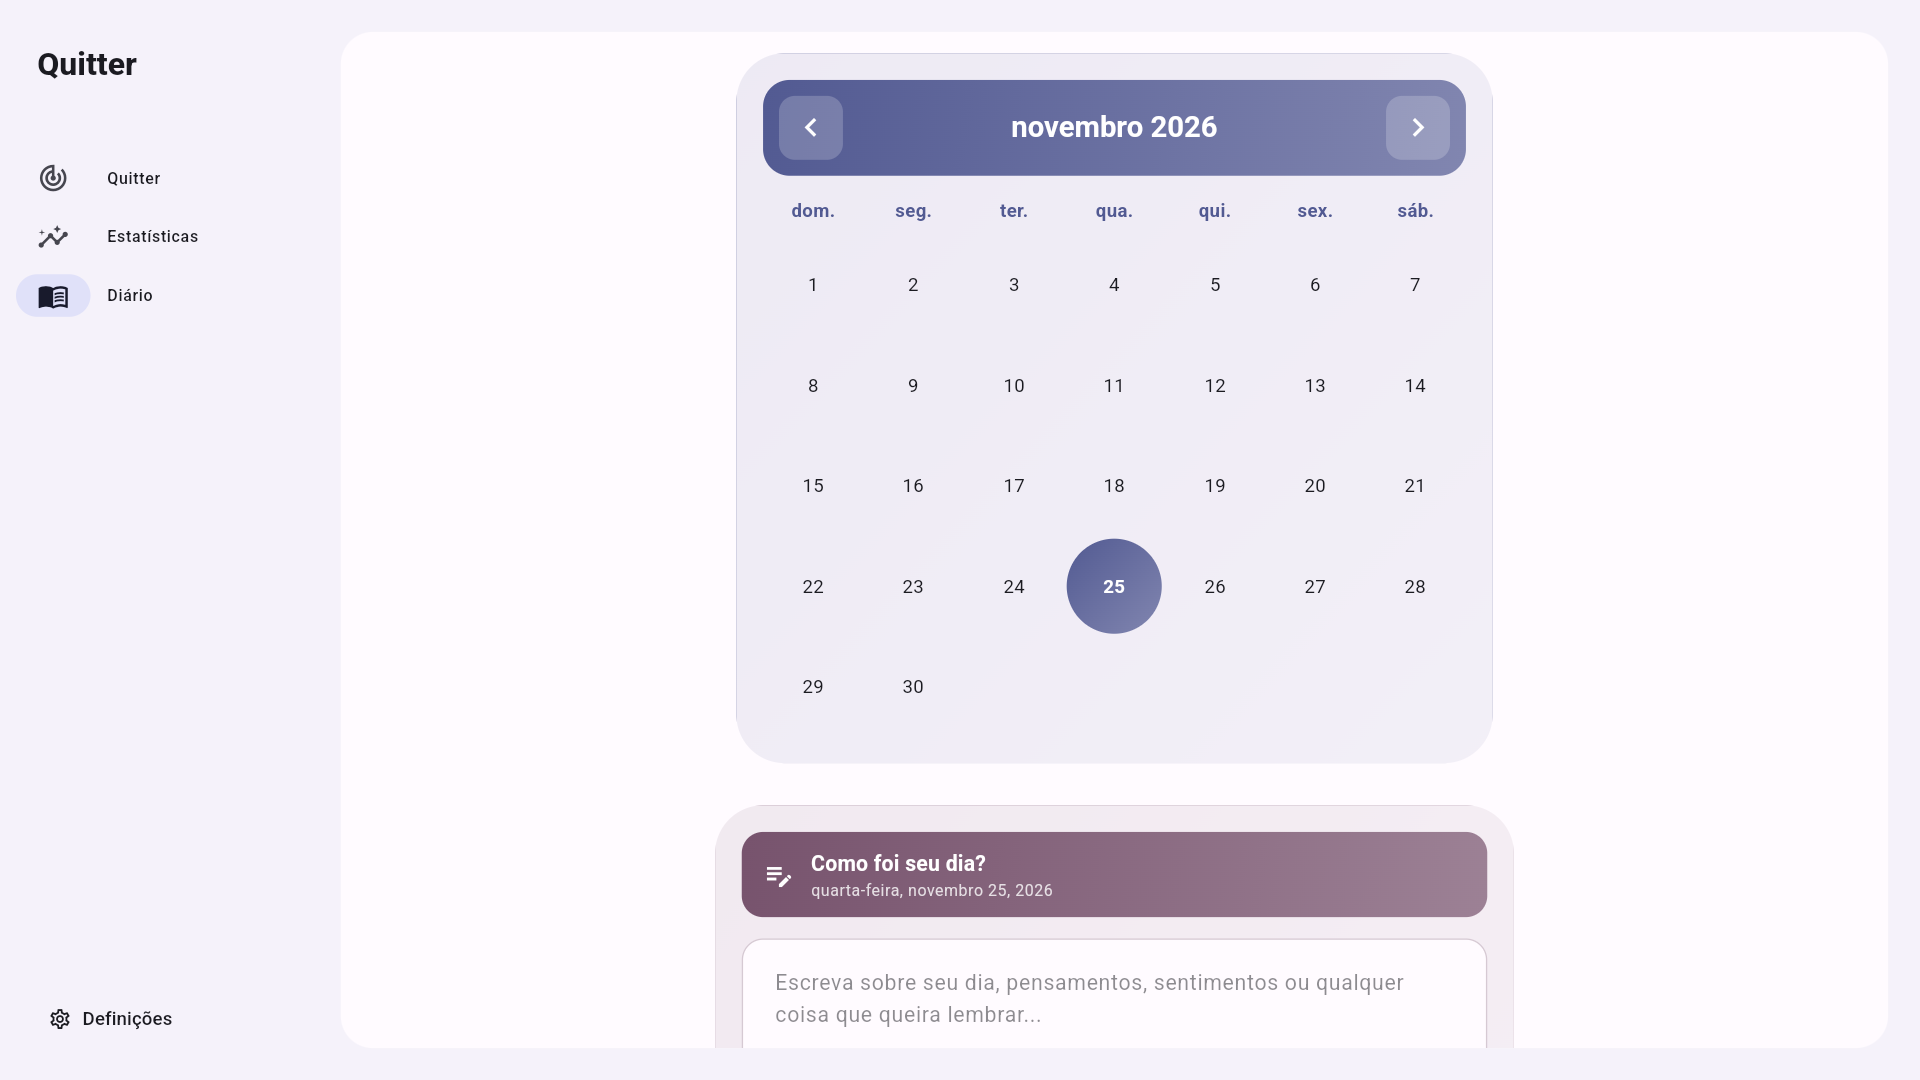 Quitter
Quitter
Estatísticas
Diário
Definições
novembro 2026
dom. seg. ter. qua. qui. sex. sáb.
1 2 3 4 5 6 7
8 9 10 11 12 13 14
15 16 17 18 19 20 21
22 23 24 25 26 27 28
29 30
Como foi seu dia?
quarta-feira, novembro 25, 2026
Escreva sobre seu dia, pensamentos, sentimentos ou qualquer
coisa que queira lembrar...